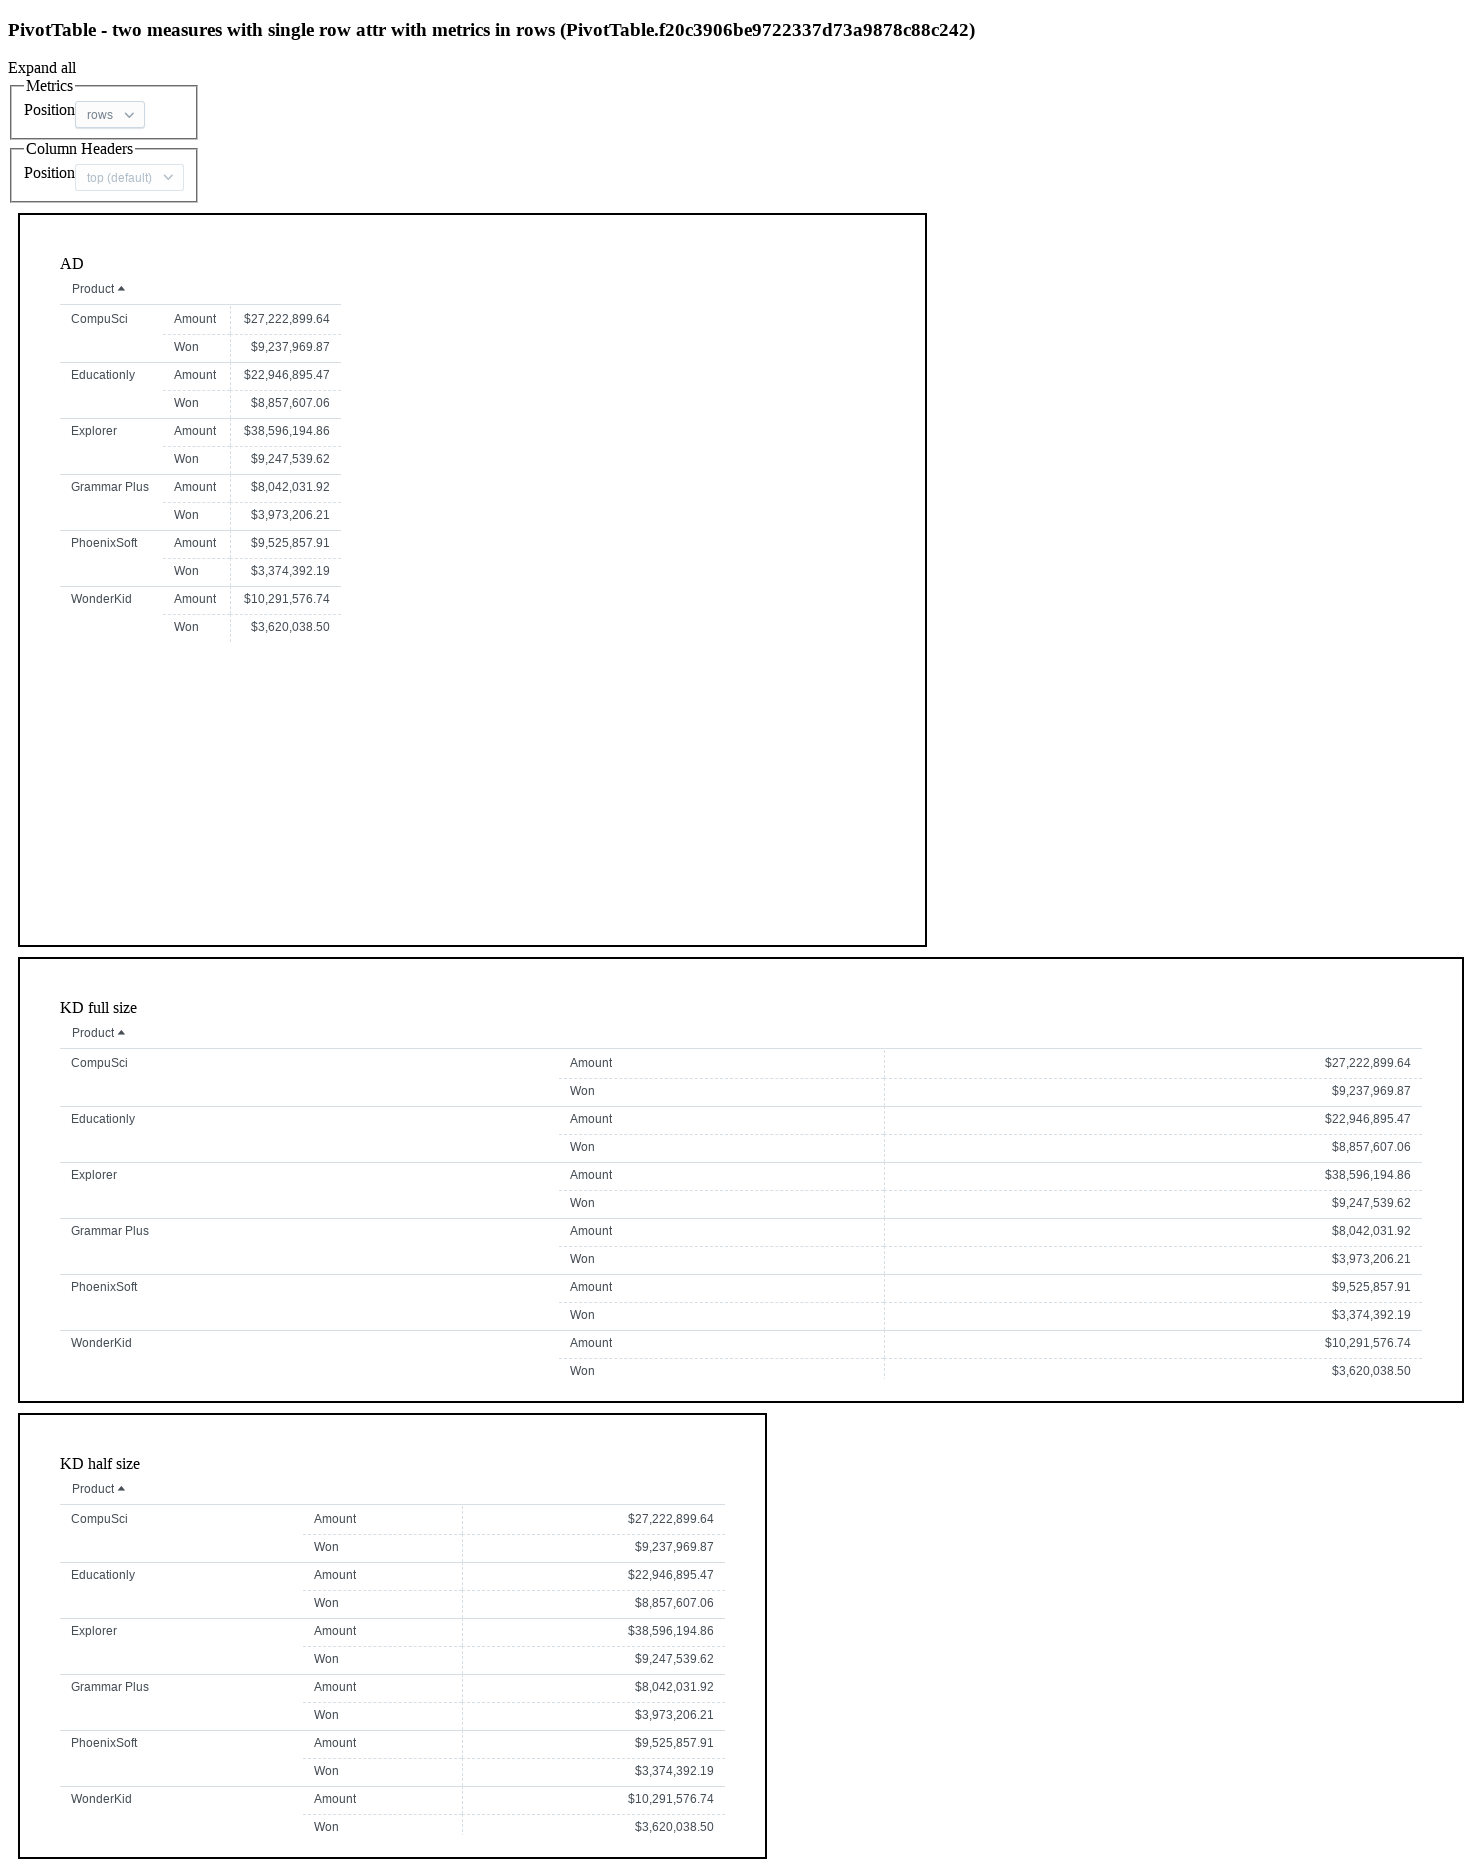 PivotTable - two measures with single row attr with metrics in rows (PivotTable.f20c3906be9722337d73a9878c88c242)
Expand all
Metrics
Position rows
Column Headers
Position top (default)
AD
Product
CompuSci Amount $27,222,899.64
Won $9,237,969.87
Educationly Amount $22,946,895.47
Won $8,857,607.06
Explorer Amount $38,596,194.86
Won $9,247,539.62
Grammar Plus Amount $8,042,031.92
Won $3,973,206.21
PhoenixSoft Amount $9,525,857.91
Won $3,374,392.19
WonderKid Amount $10,291,576.74
Won $3,620,038.50
KD full size
Product
CompuSci Amount $27,222,899.64
Won $9,237,969.87
Educationly Amount $22,946,895.47
Won $8,857,607.06
Explorer Amount $38,596,194.86
Won $9,247,539.62
Grammar Plus Amount $8,042,031.92
Won $3,973,206.21
PhoenixSoft Amount $9,525,857.91
Won $3,374,392.19
WonderKid Amount $10,291,576.74
Won $3,620,038.50
KD half size
Product
CompuSci Amount $27,222,899.64
Won $9,237,969.87
Educationly Amount $22,946,895.47
Won $8,857,607.06
Explorer Amount $38,596,194.86
Won $9,247,539.62
Grammar Plus Amount $8,042,031.92
Won $3,973,206.21
PhoenixSoft Amount $9,525,857.91
Won $3,374,392.19
WonderKid Amount $10,291,576.74
Won $3,620,038.50